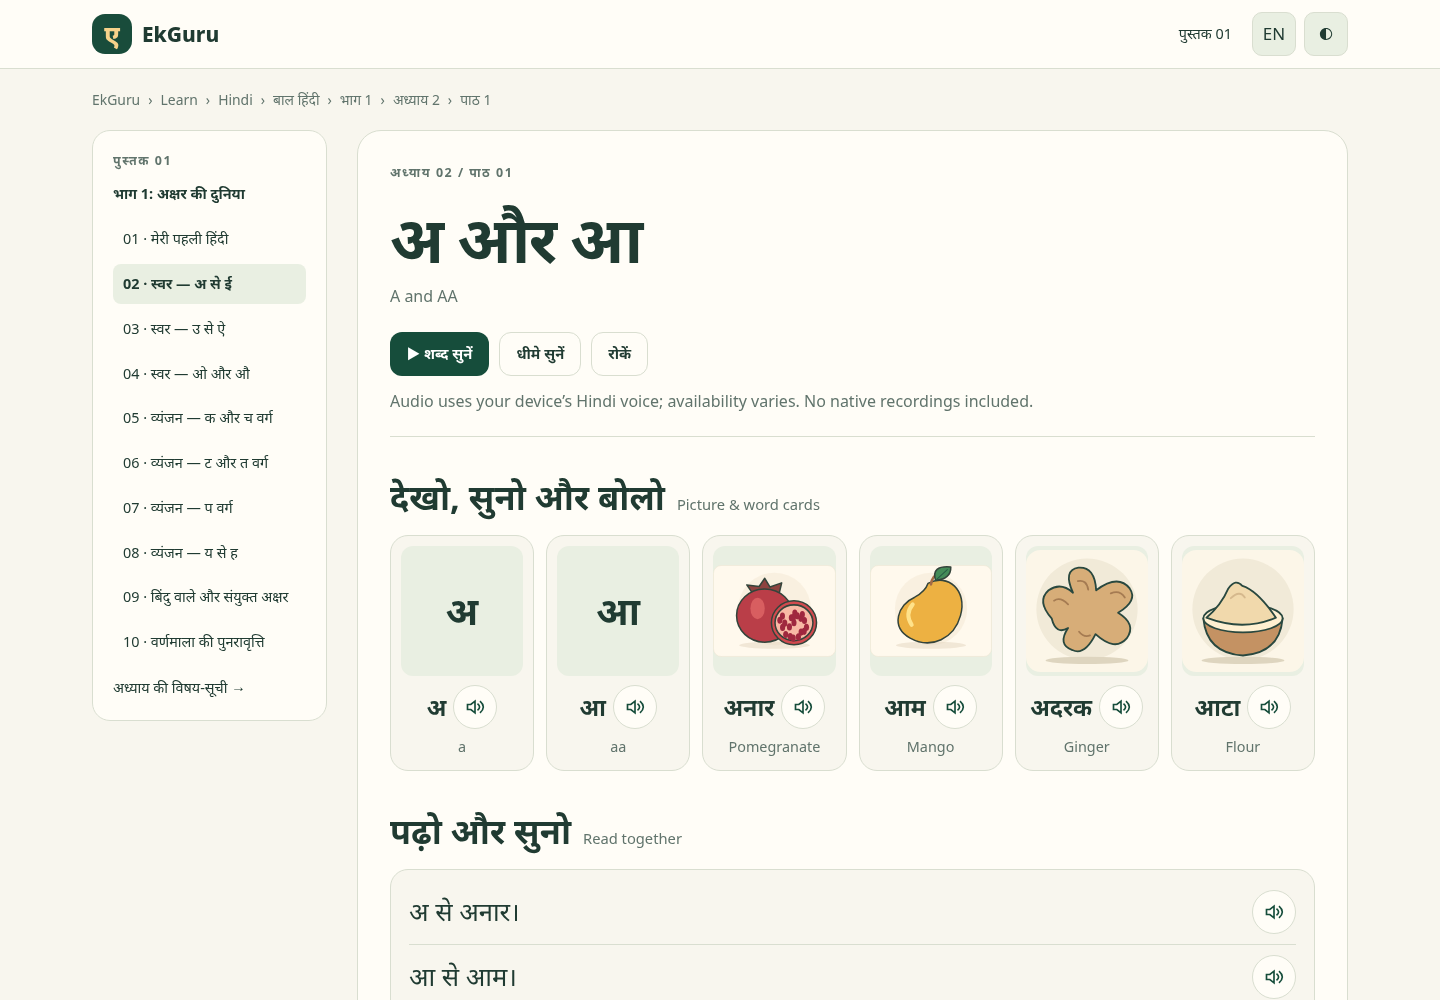 ए EkGuru
पुस्तक 01
EN
EkGuru › Learn › Hindi › बाल हिंदी › भाग 1 › अध्याय 2 › पाठ 1
पुस्तक 01
भाग 1: अक्षर की दुनिया
01 · मेरी पहली हिंदी
02 · स्वर — अ से ई
03 · स्वर — उ से ऐ
04 · स्वर — ओ और औ
05 · व्यंजन — क और च वर्ग
06 · व्यंजन — ट और त वर्ग
07 · व्यंजन — प वर्ग
08 · व्यंजन — य से ह
09 · बिंदु वाले और संयुक्त अक्षर
10 · वर्णमाला की पुनरावृत्ति
अध्याय की विषय-सूची →
अध्याय 02 / पाठ 01
अ और आ
A and AA
▶ शब्द सुनें
धीमे सुनें
रोकें
Audio uses your device’s Hindi voice; availability varies. No native recordings included.
देखो, सुनो और बोलो Picture & word cards
अ
अ
a
आ
आ
aa
अनार
Pomegranate
आम
Mango
अदरक
Ginger
आटा
Flour
पढ़ो और सुनो Read together
अ से अनार।
आ से आम।